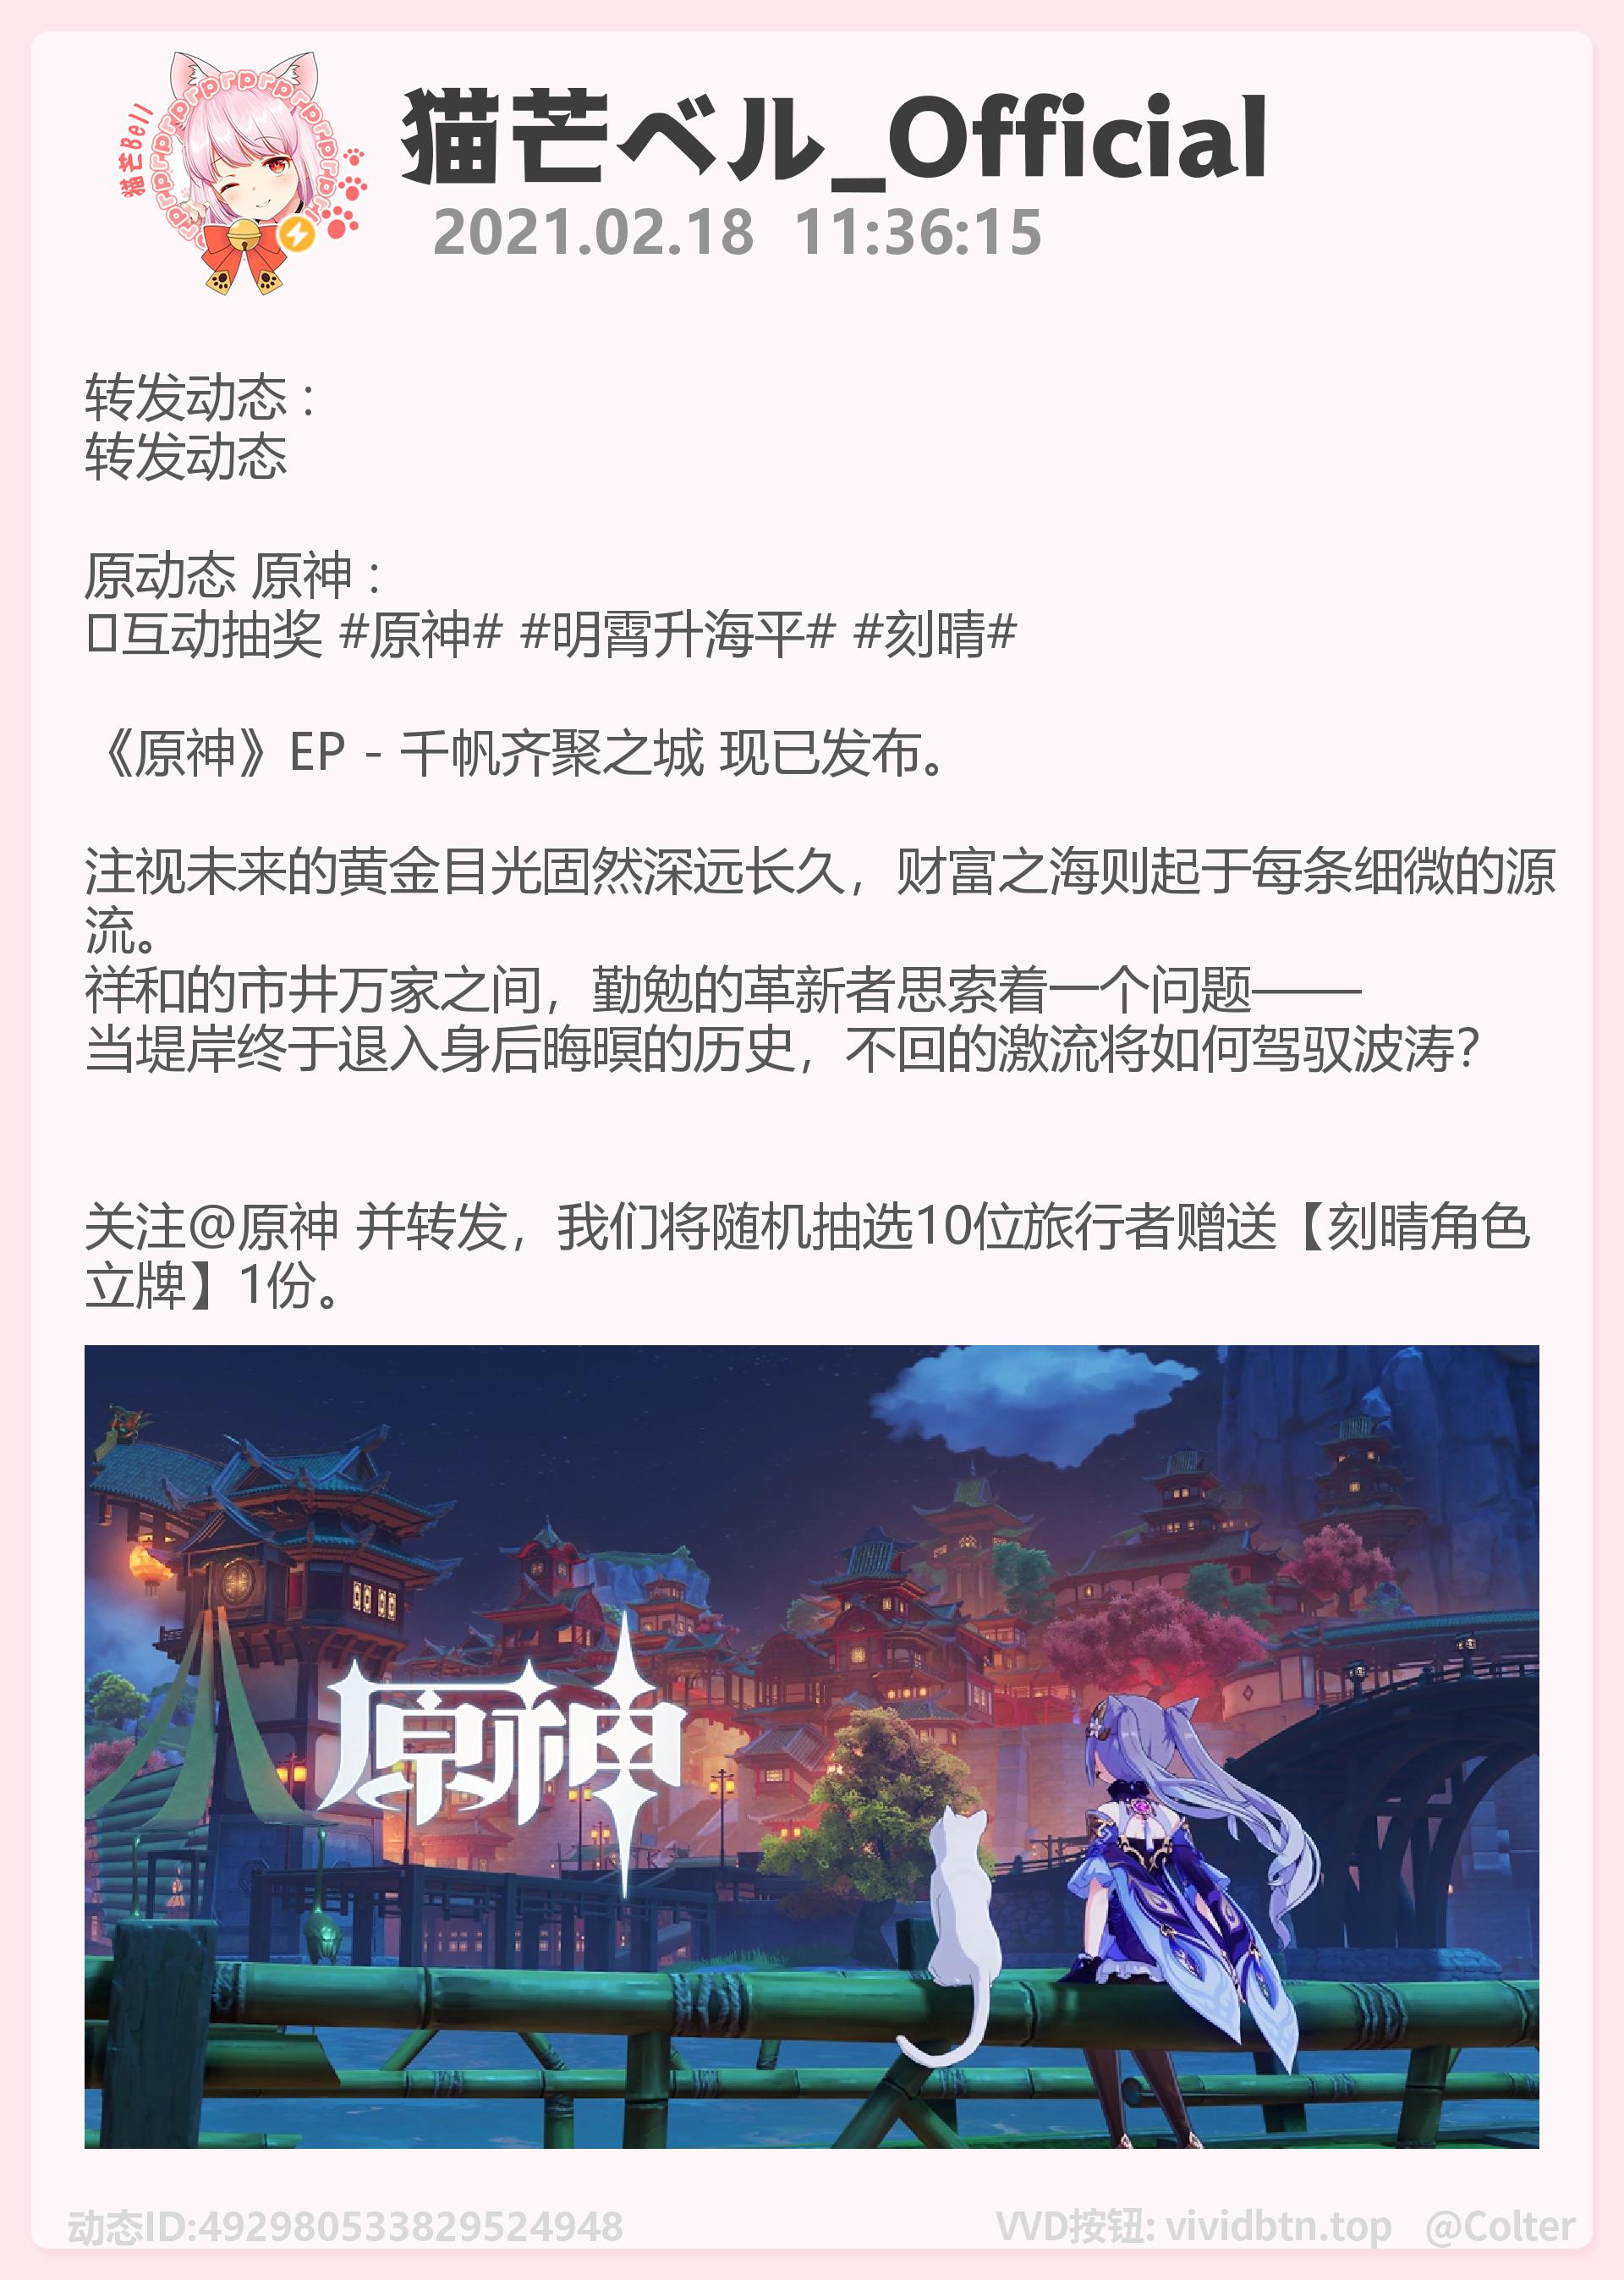 猫芒Bell
prprprprprprprprpr
猫芒ベル_Official
2021.02.18 11:36:15
转发动态：
转发动态
原动态 原神：
互动抽奖 #原神# #明霄升海平# #刻晴#
《原神》EP - 千帆齐聚之城 现已发布。
注视未来的黄金目光固然深远长久，财富之海则起于每条细微的源
流。
祥和的市井万家之间，勤勉的革新者思索着一个问题——
当堤岸终于退入身后晦暝的历史，不回的激流将如何驾驭波涛？
关注@原神 并转发，我们将随机抽选10位旅行者赠送【刻晴角色
立牌】1份。
原神
动态ID:492980533829524948
VVD按钮: vividbtn.top @Colter